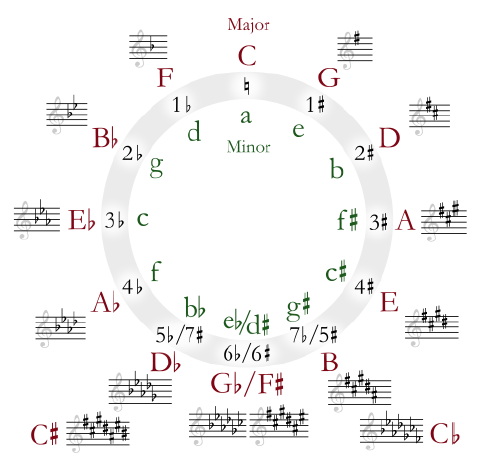 Major
C
F
G
♮
1♭
1♯
a
d
e
Minor
B♭
D
2♭
2♯
g
b
E♭
A
3♭
3♯
c
f♯
A♭
E
4♭
4♯
f
c♯
b♭
g♯
e♭/d♯
5♭/7♯
7♭/5♯
6♭/6♯
D♭
B
G♭/F♯
C♯
C♭